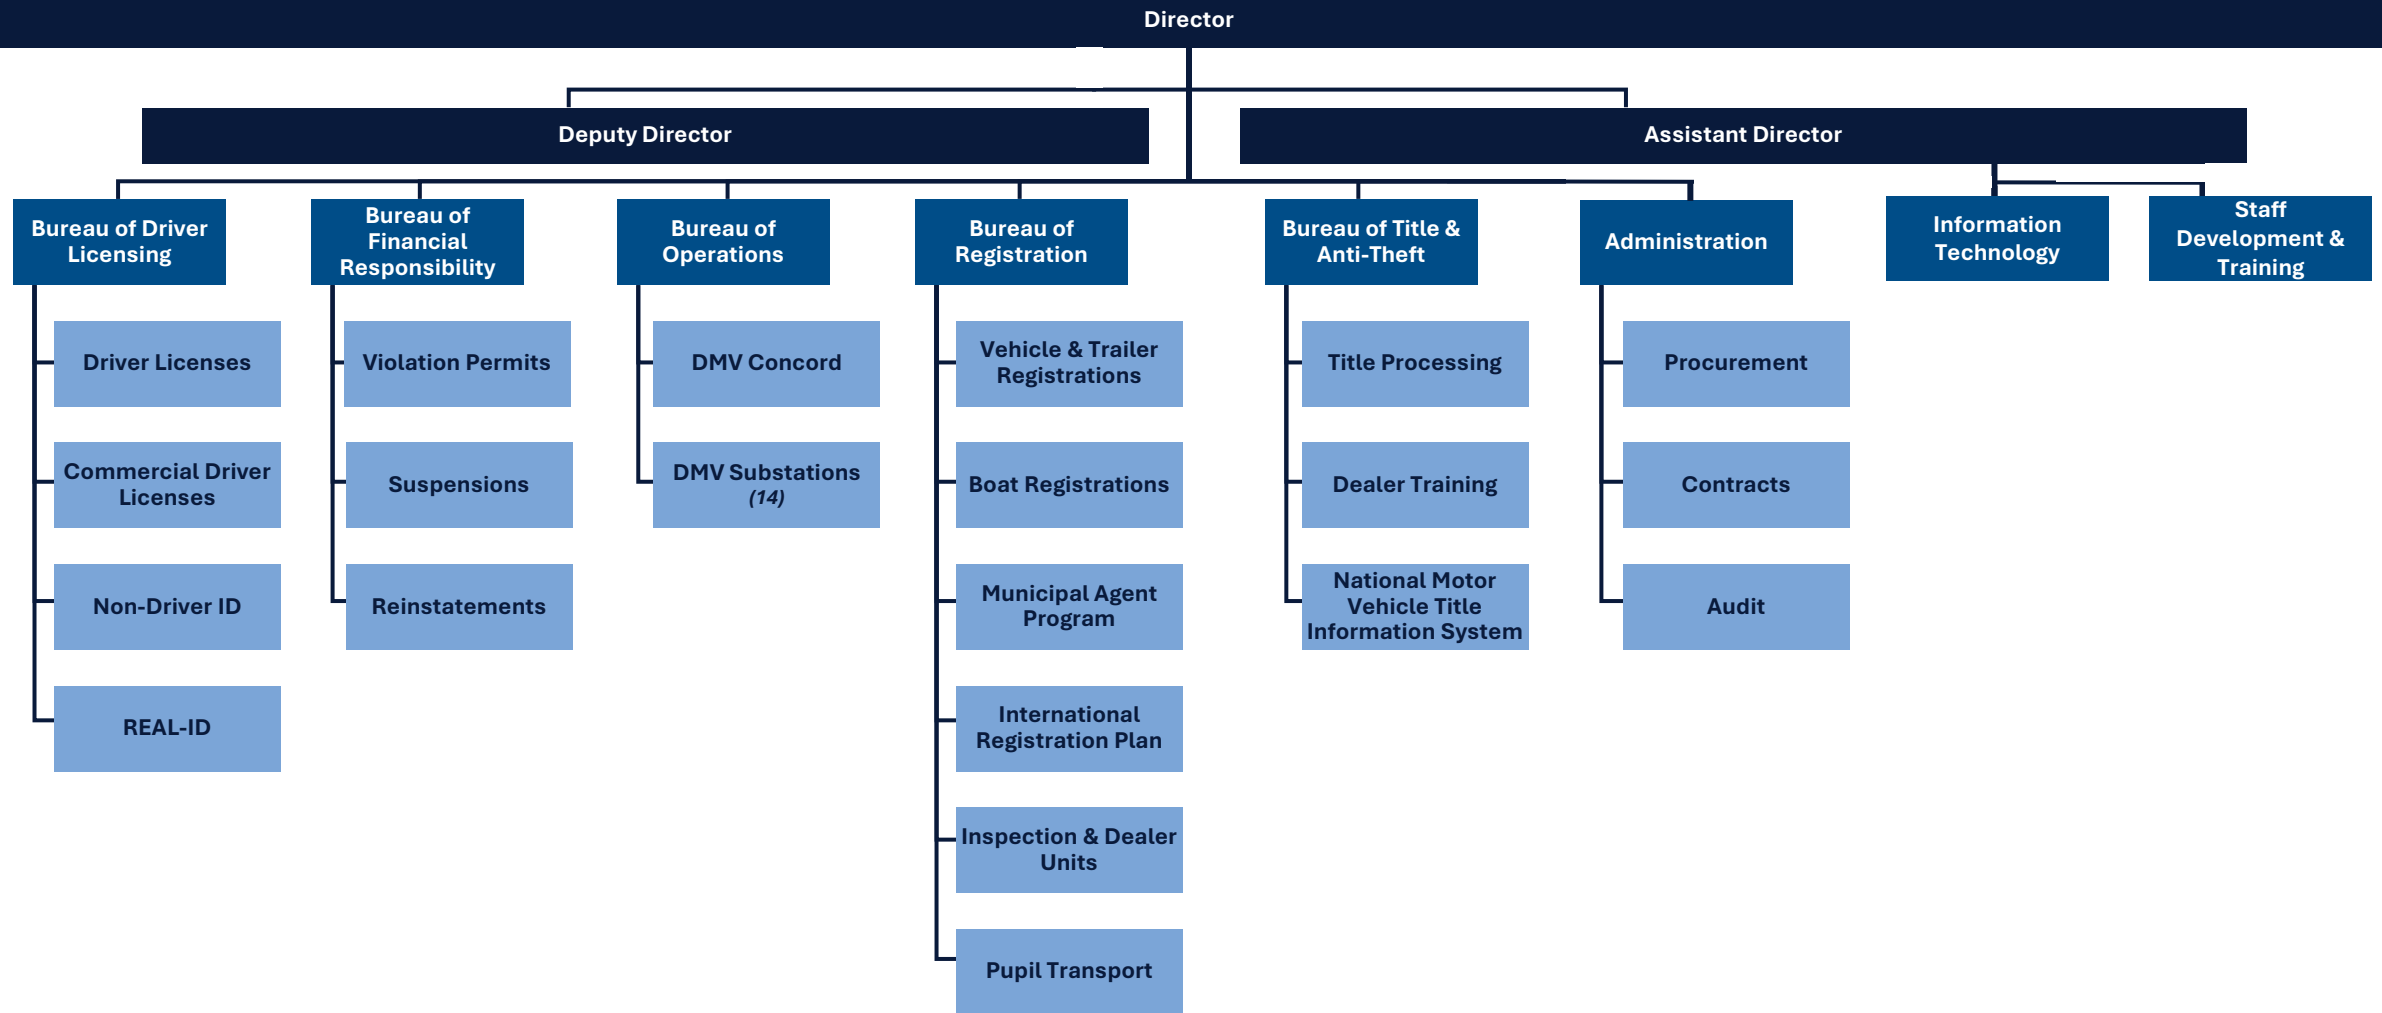 Director
Deputy Director
Assistant Director
Bureau of Driver
Licensing
Bureau of
Financial
Responsibility
Bureau of
Operations
Bureau of
Registration
Bureau of Title &
Anti-Theft
Administration
Information
Technology
Staff
Development &
Training
Driver Licenses
Commercial Driver
Licenses
Non-Driver ID
REAL-ID
Violation Permits
Suspensions
Reinstatements
DMV Concord
DMV Substations
(14)
Vehicle & Trailer
Registrations
Boat Registrations
Municipal Agent
Program
International
Registration Plan
Inspection & Dealer
Units
Pupil Transport
Title Processing
Dealer Training
National Motor
Vehicle Title
Information System
Procurement
Contracts
Audit